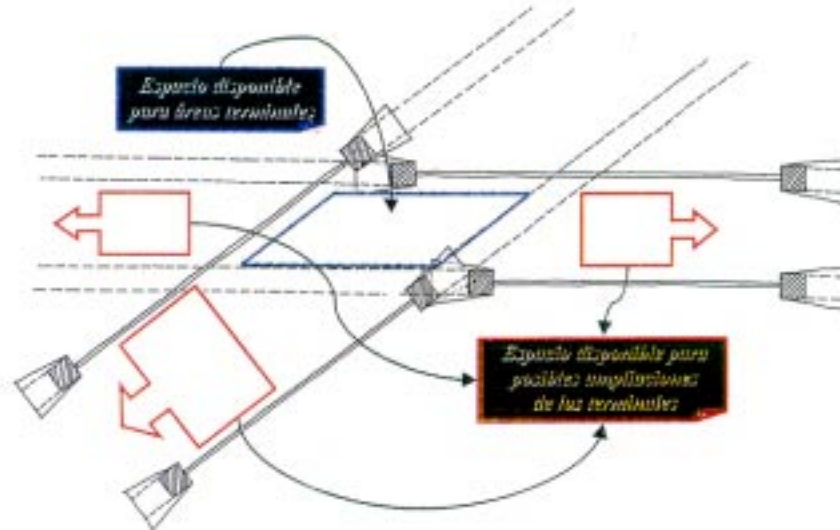 Espacio disponible
para áreas terminales
Espacio disponible para
posibles ampliaciones
de las terminales